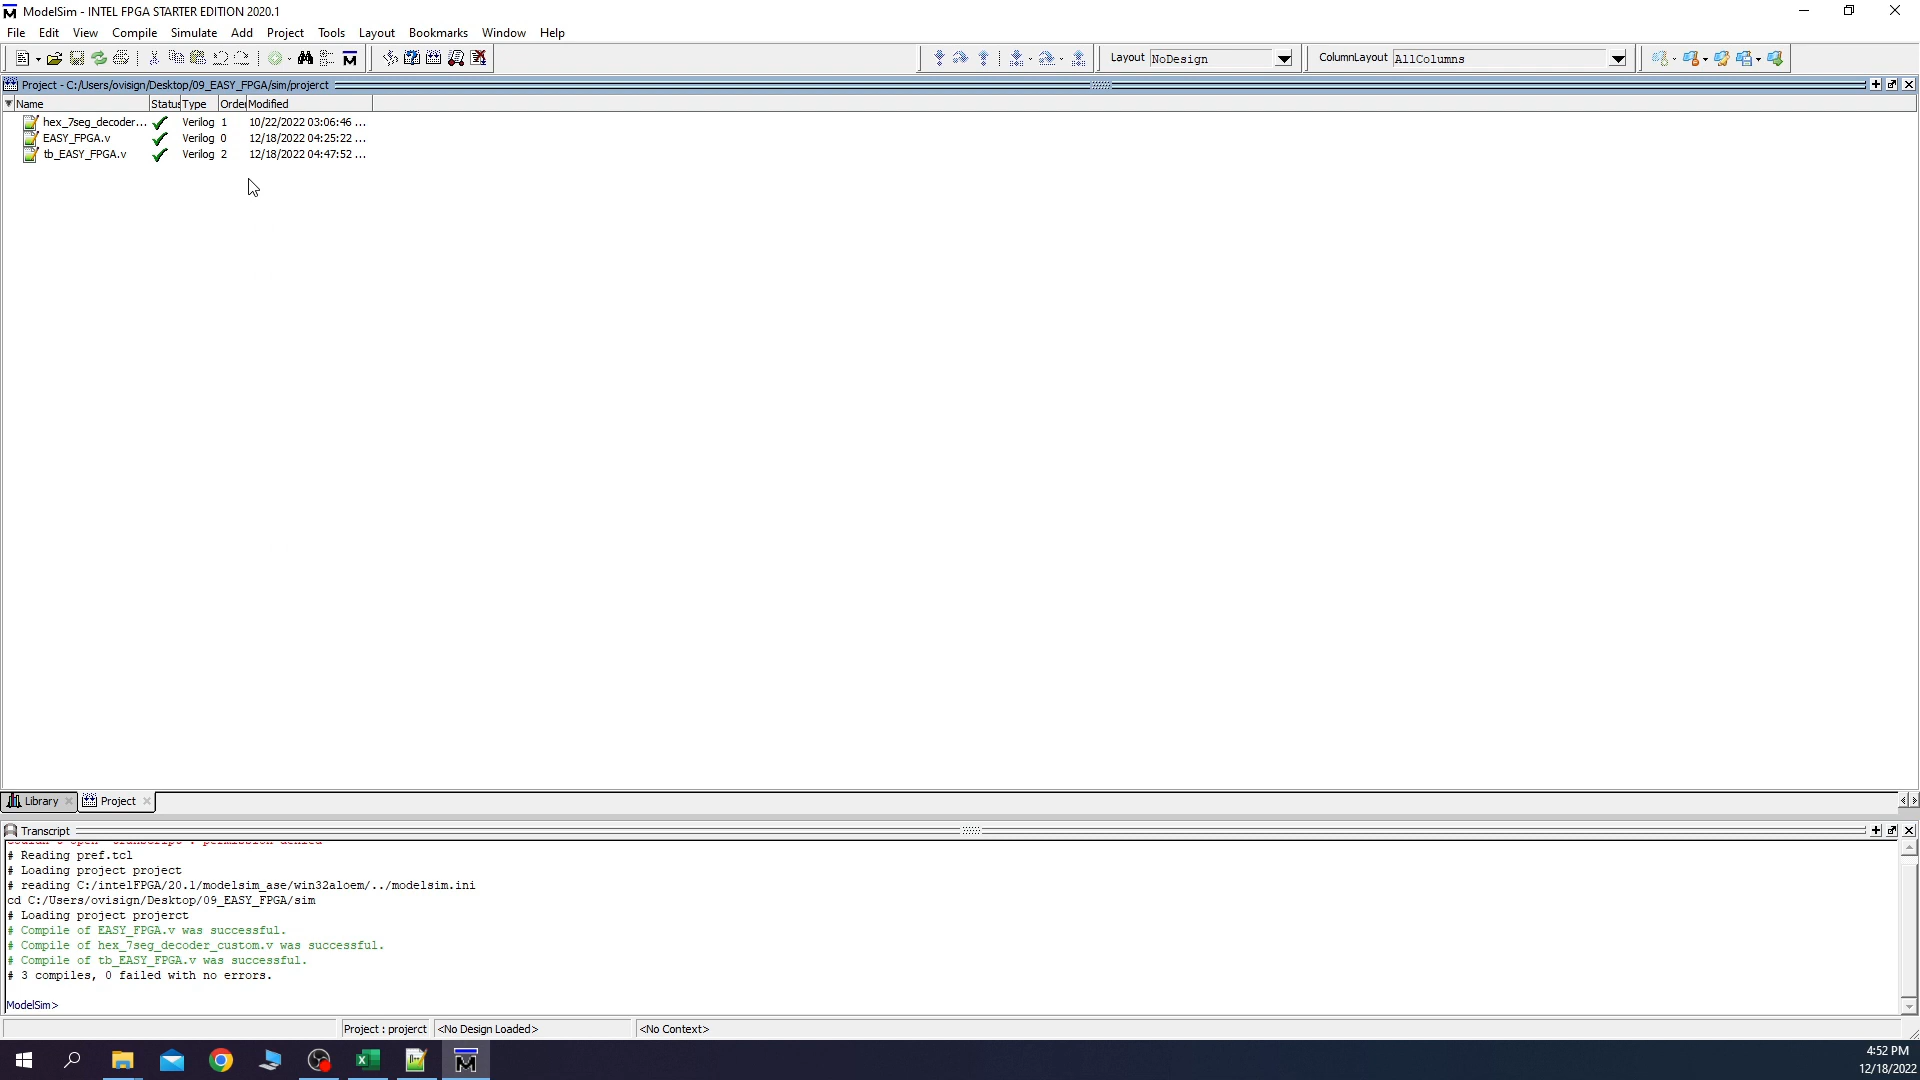 ModelSim - INTEL FPGA STARTER EDITION 2020.1
File Edit View Compile Simulate Add Project Tools Layout Bookmarks Window Help
Layout NoDesign ColumnLayout AllColumns
Project - C:/Users/ovisign/Desktop/09_EASY_FPGA/sim/projerct
Name Status Type Order Modified
hex_7seg_decoder... Verilog 1 10/22/2022 03:06:46 ...
EASY_FPGA.v Verilog 0 12/18/2022 04:25:22 ...
tb_EASY_FPGA.v Verilog 2 12/18/2022 04:47:52 ...
Library Project
Transcript
# Reading pref.tcl
# Loading project project
# reading C:/intelFPGA/20.1/modelsim_ase/win32aloem/../modelsim.ini
cd C:/Users/ovisign/Desktop/09_EASY_FPGA/sim
# Loading project projerct
# Compile of EASY_FPGA.v was successful.
# Compile of hex_7seg_decoder_custom.v was successful.
# Compile of tb_EASY_FPGA.v was successful.
# 3 compiles, 0 failed with no errors.
ModelSim>
Project : projerct <No Design Loaded> <No Context>
4:52 PM
12/18/2022